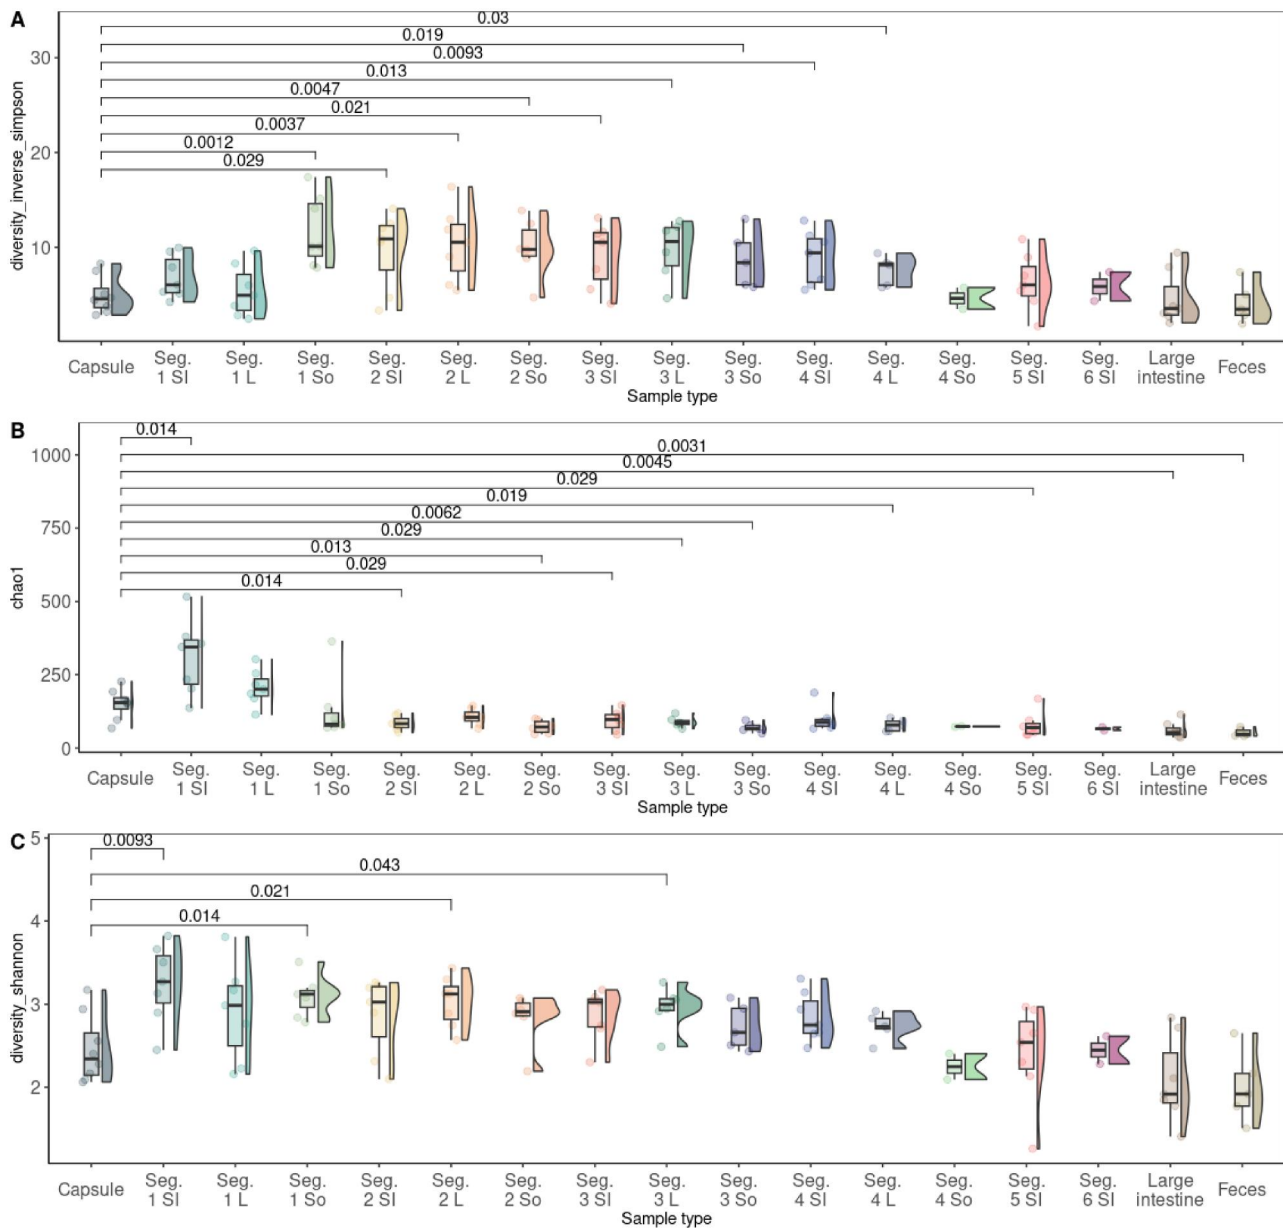 A
diversity_inverse_simpson
30
20
10
0.03
0.019
0.0093
0.013
0.0047
0.021
0.0037
0.0012
0.029
Capsule Seg. 1 SI Seg. 1 L Seg. 1 So Seg. 2 SI Seg. 2 L Seg. 2 So Seg. 3 SI Seg. 3 L Seg. 3 So Seg. 4 SI Seg. 4 L Seg. 4 So Seg. 5 SI Seg. 6 SI Large intestine Feces
Sample type
B
chao1
1000
750
500
250
0
0.014
0.0031
0.0045
0.029
0.019
0.0062
0.029
0.013
0.029
0.014
Capsule Seg. 1 SI Seg. 1 L Seg. 1 So Seg. 2 SI Seg. 2 L Seg. 2 So Seg. 3 SI Seg. 3 L Seg. 3 So Seg. 4 SI Seg. 4 L Seg. 4 So Seg. 5 SI Seg. 6 SI Large intestine Feces
Sample type
C
diversity_shannon
5
4
3
2
0.0093
0.043
0.021
0.014
Capsule Seg. 1 SI Seg. 1 L Seg. 1 So Seg. 2 SI Seg. 2 L Seg. 2 So Seg. 3 SI Seg. 3 L Seg. 3 So Seg. 4 SI Seg. 4 L Seg. 4 So Seg. 5 SI Seg. 6 SI Large intestine Feces
Sample type